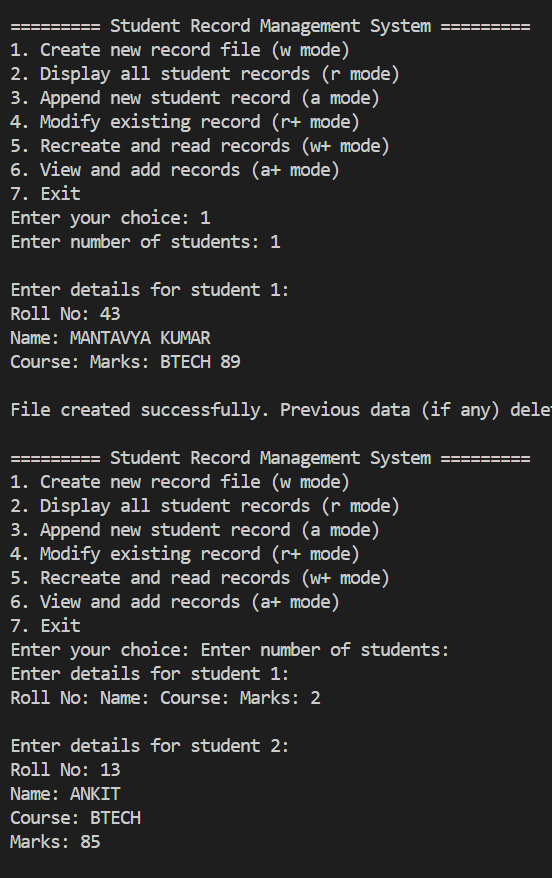 ========= Student Record Management System =========
1. Create new record file (w mode)
2. Display all student records (r mode)
3. Append new student record (a mode)
4. Modify existing record (r+ mode)
5. Recreate and read records (w+ mode)
6. View and add records (a+ mode)
7. Exit
Enter your choice: 1
Enter number of students: 1
Enter details for student 1:
Roll No: 43
Name: MANTAVYA KUMAR
Course: Marks: BTECH 89
File created successfully. Previous data (if any) dele
========= Student Record Management System =========
1. Create new record file (w mode)
2. Display all student records (r mode)
3. Append new student record (a mode)
4. Modify existing record (r+ mode)
5. Recreate and read records (w+ mode)
6. View and add records (a+ mode)
7. Exit
Enter your choice: Enter number of students:
Enter details for student 1:
Roll No: Name: Course: Marks: 2
Enter details for student 2:
Roll No: 13
Name: ANKIT
Course: BTECH
Marks: 85